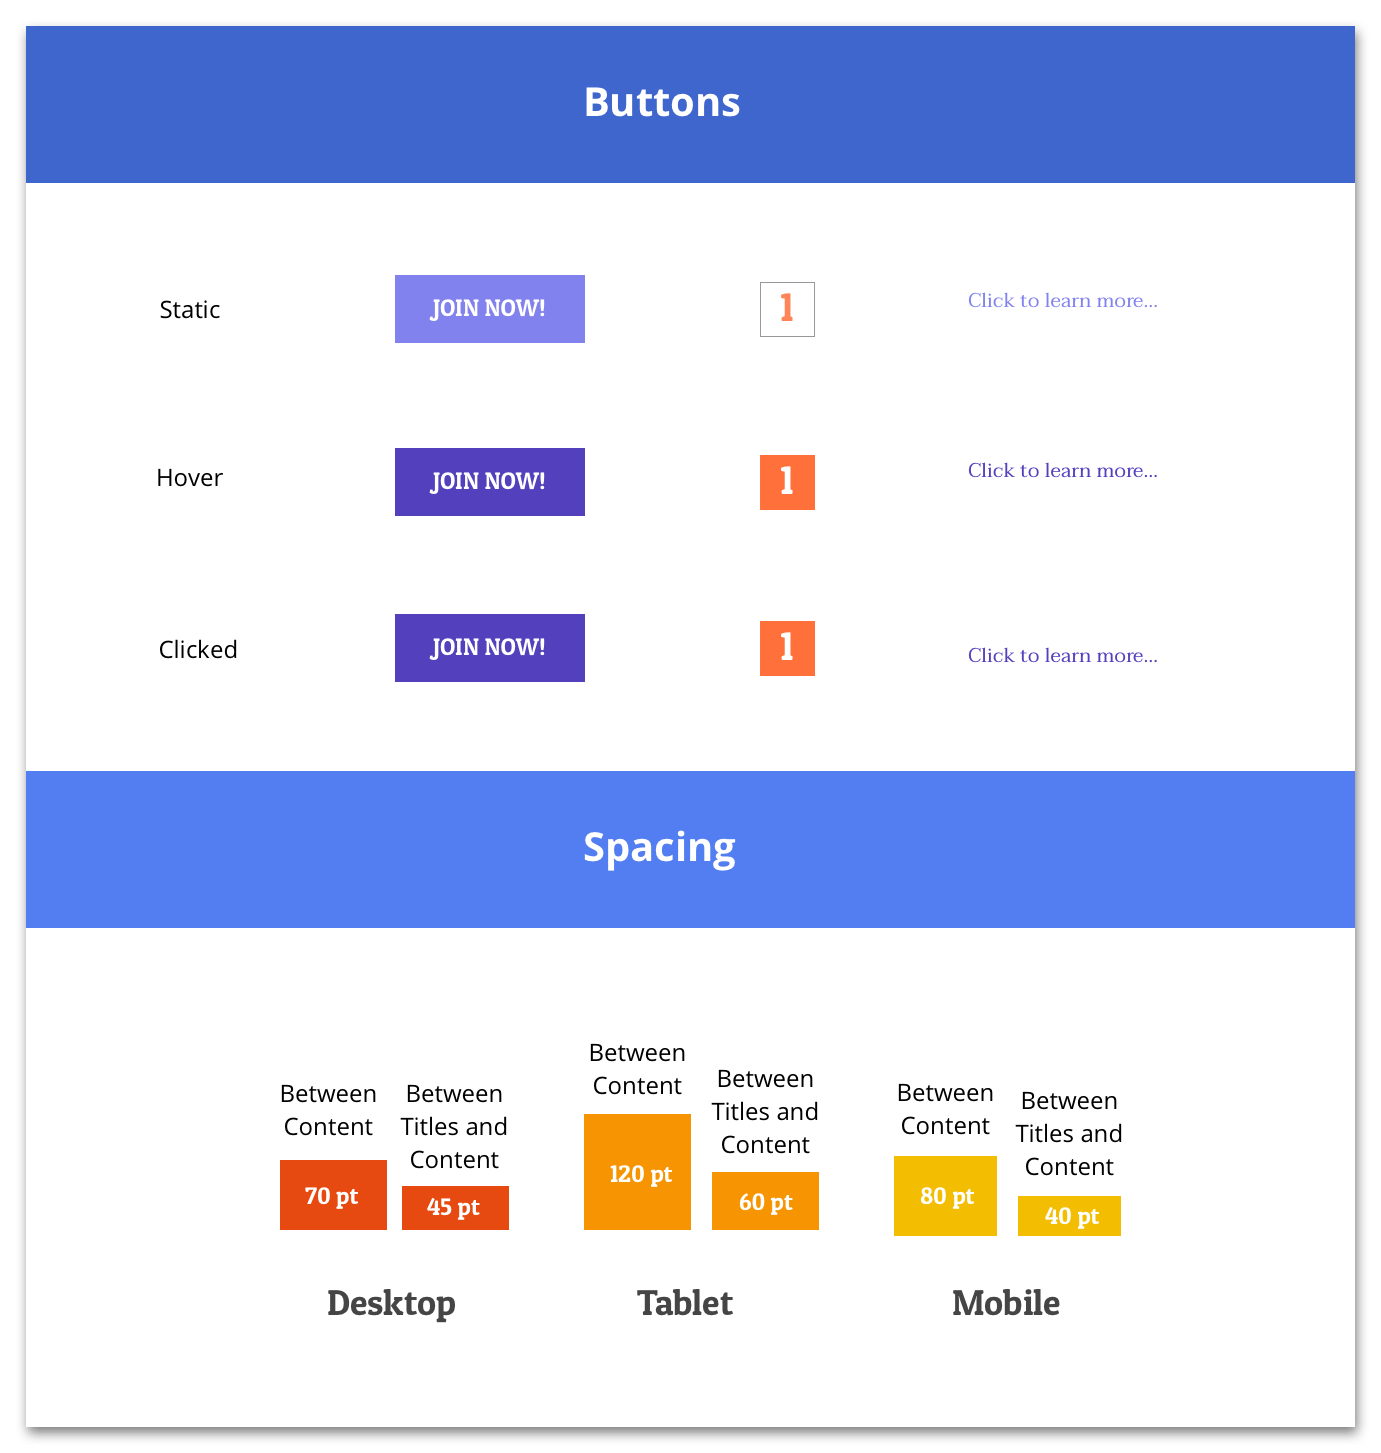 Buttons
Static
JOIN NOW!
1
Click to learn more...
Hover
JOIN NOW!
1
Click to learn more...
Clicked
JOIN NOW!
1
Click to learn more...
Spacing
Between
Content
70 pt
Between
Titles and
Content
45 pt
Desktop
Between
Content
120 pt
Between
Titles and
Content
60 pt
Tablet
Between
Content
80 pt
Between
Titles and
Content
40 pt
Mobile